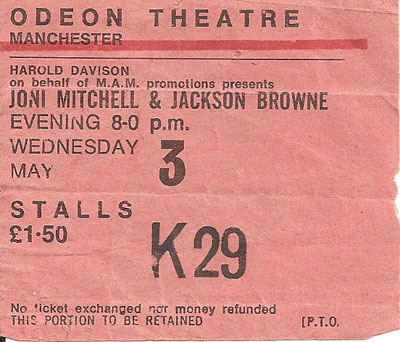 ODEON THEATRE
MANCHESTER
HAROLD DAVISON
on behalf of M.A.M. promotions presents
JONI MITCHELL & JACKSON BROWNE
EVENING 8-0 p.m.
WEDNESDAY
MAY 3
STALLS
£1·50 K29
No ticket exchanged nor money refunded
THIS PORTION TO BE RETAINED [P.T.O.